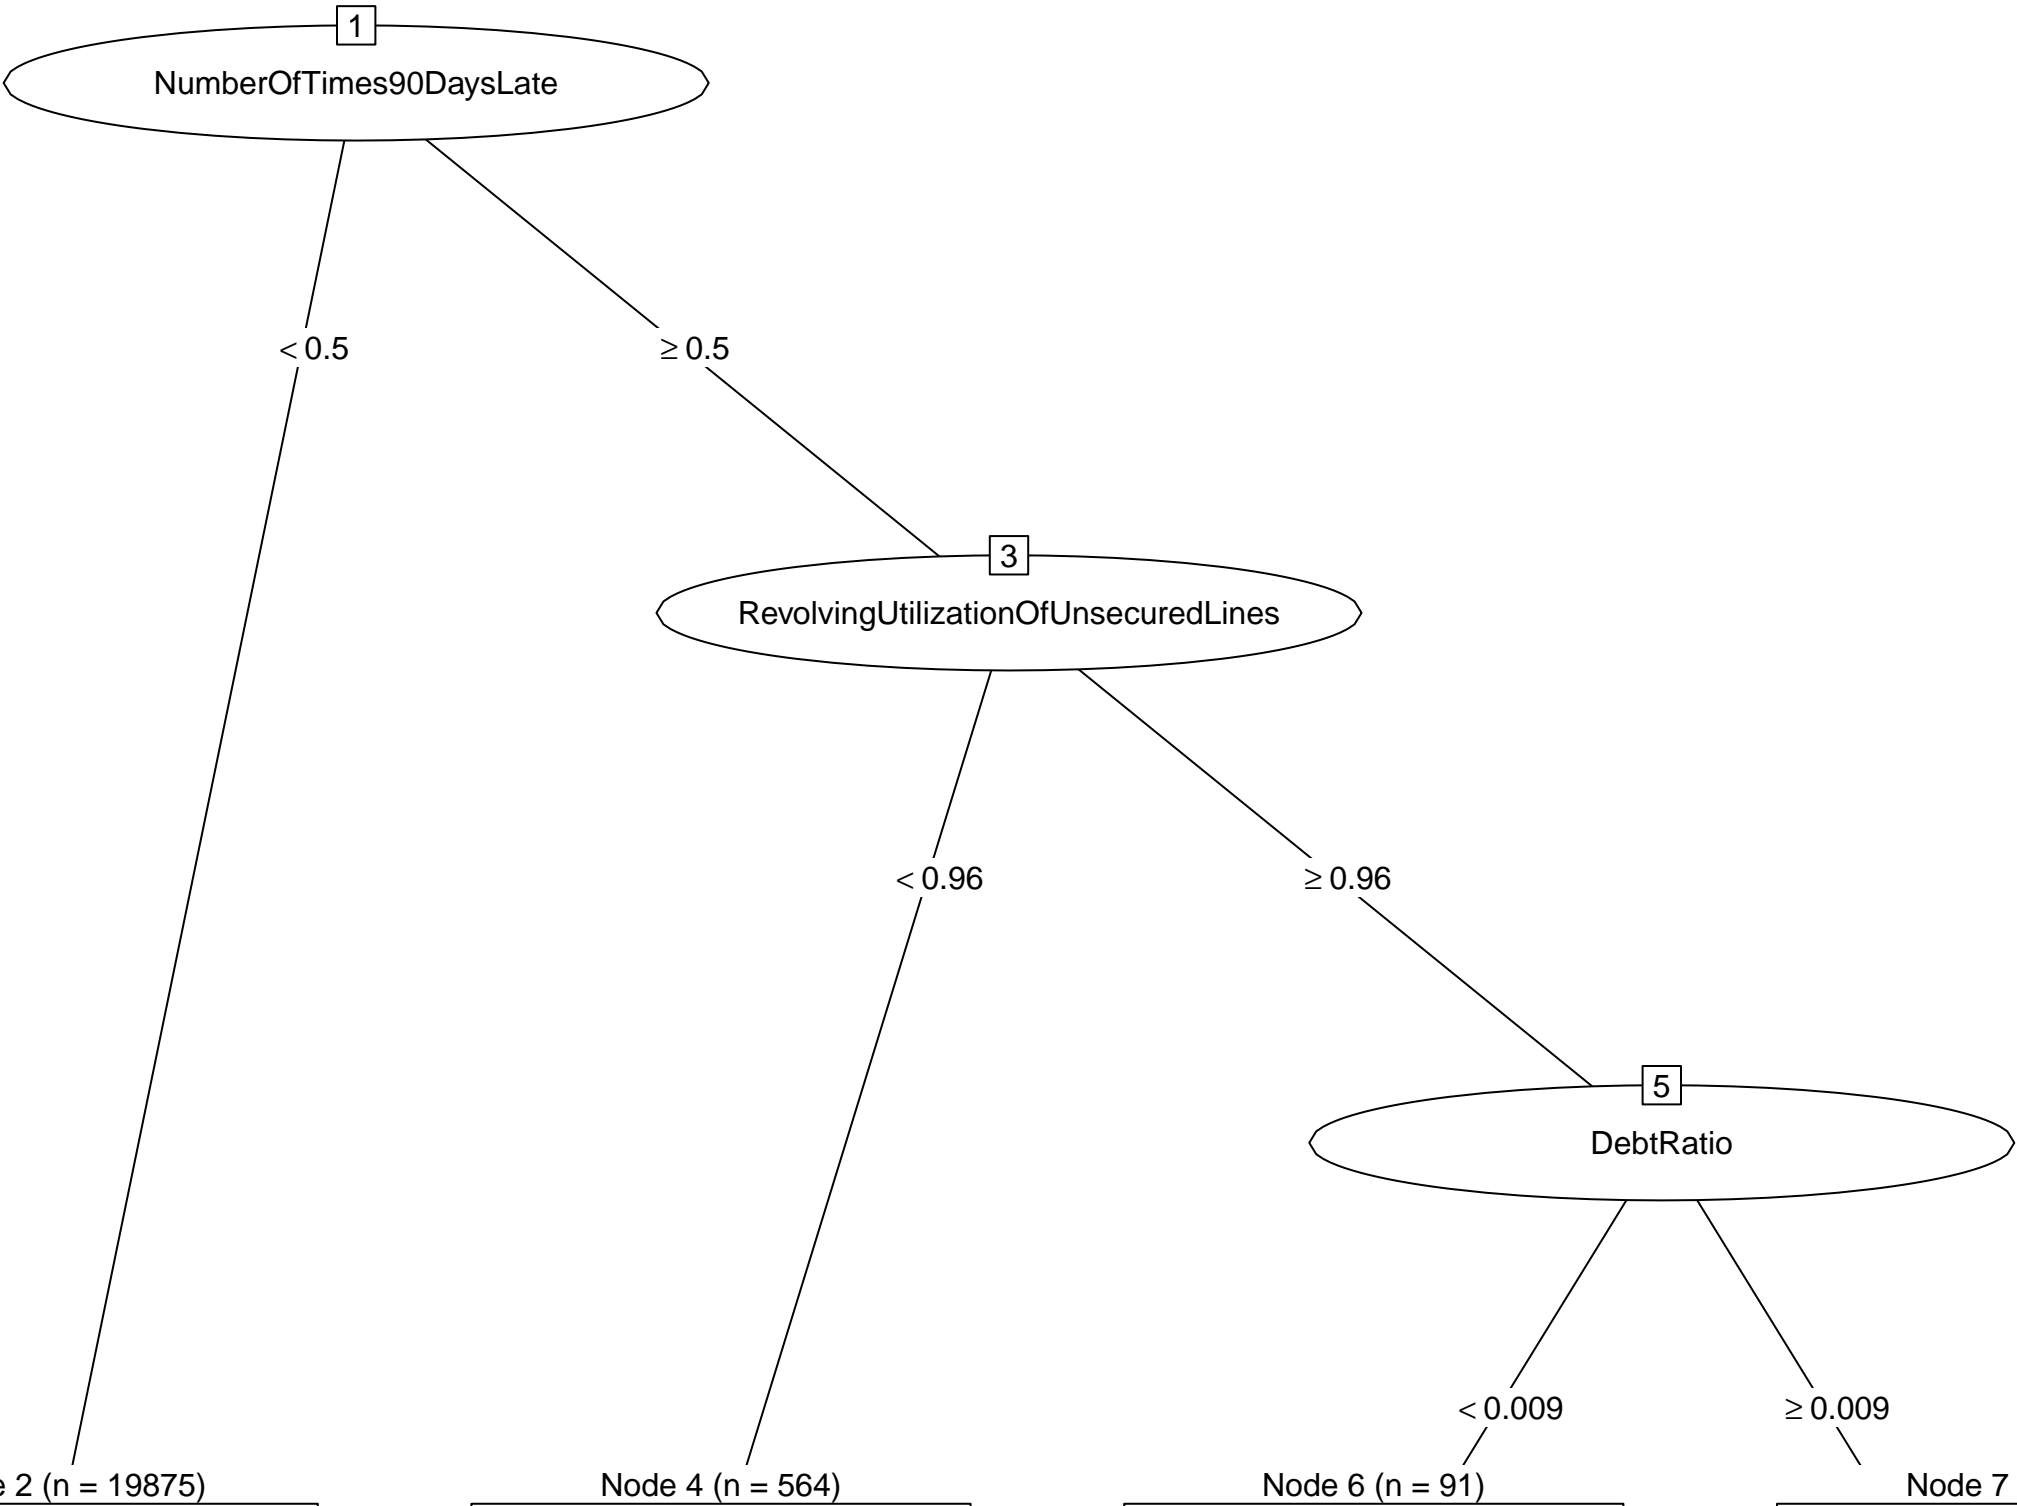 1
NumberOfTimes90DaysLate
< 0.5
≥ 0.5
3
RevolvingUtilizationOfUnsecuredLines
< 0.96
≥ 0.96
5
DebtRatio
< 0.009
≥ 0.009
2 (n = 19875)
Node 4 (n = 564)
Node 6 (n = 91)
Node 7